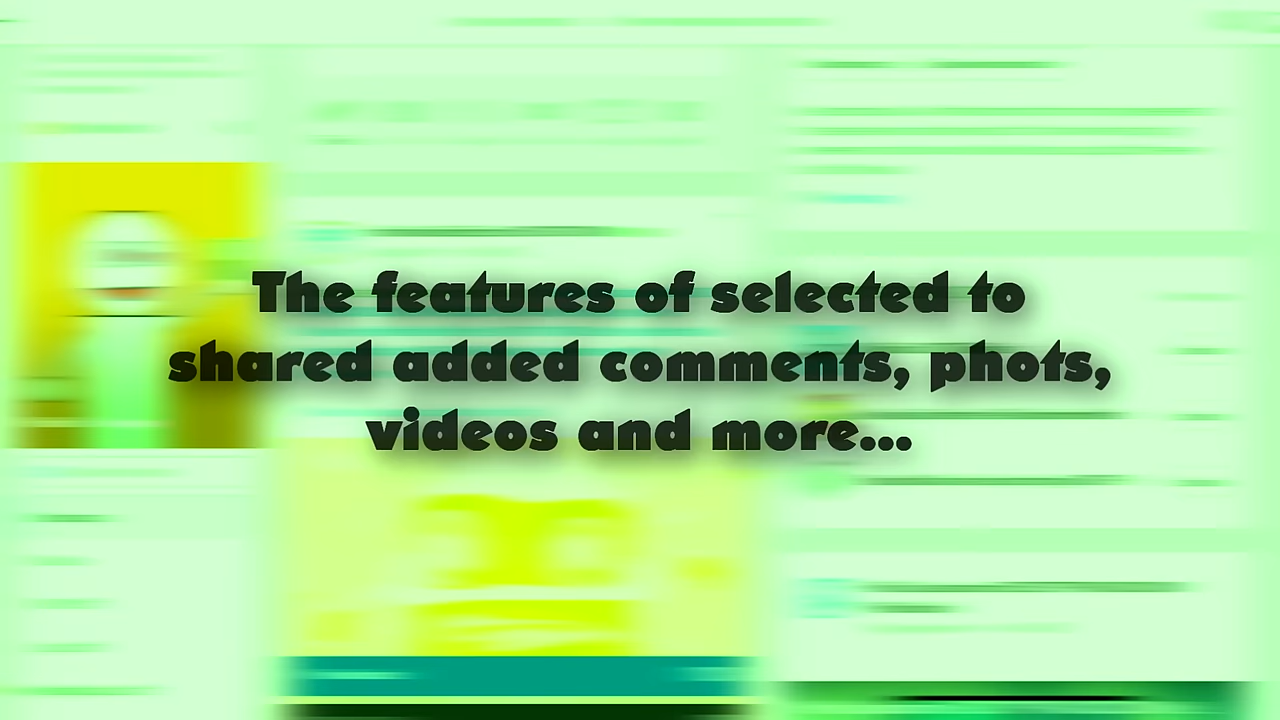 The features of selected to
shared added comments, phots,
videos and more...